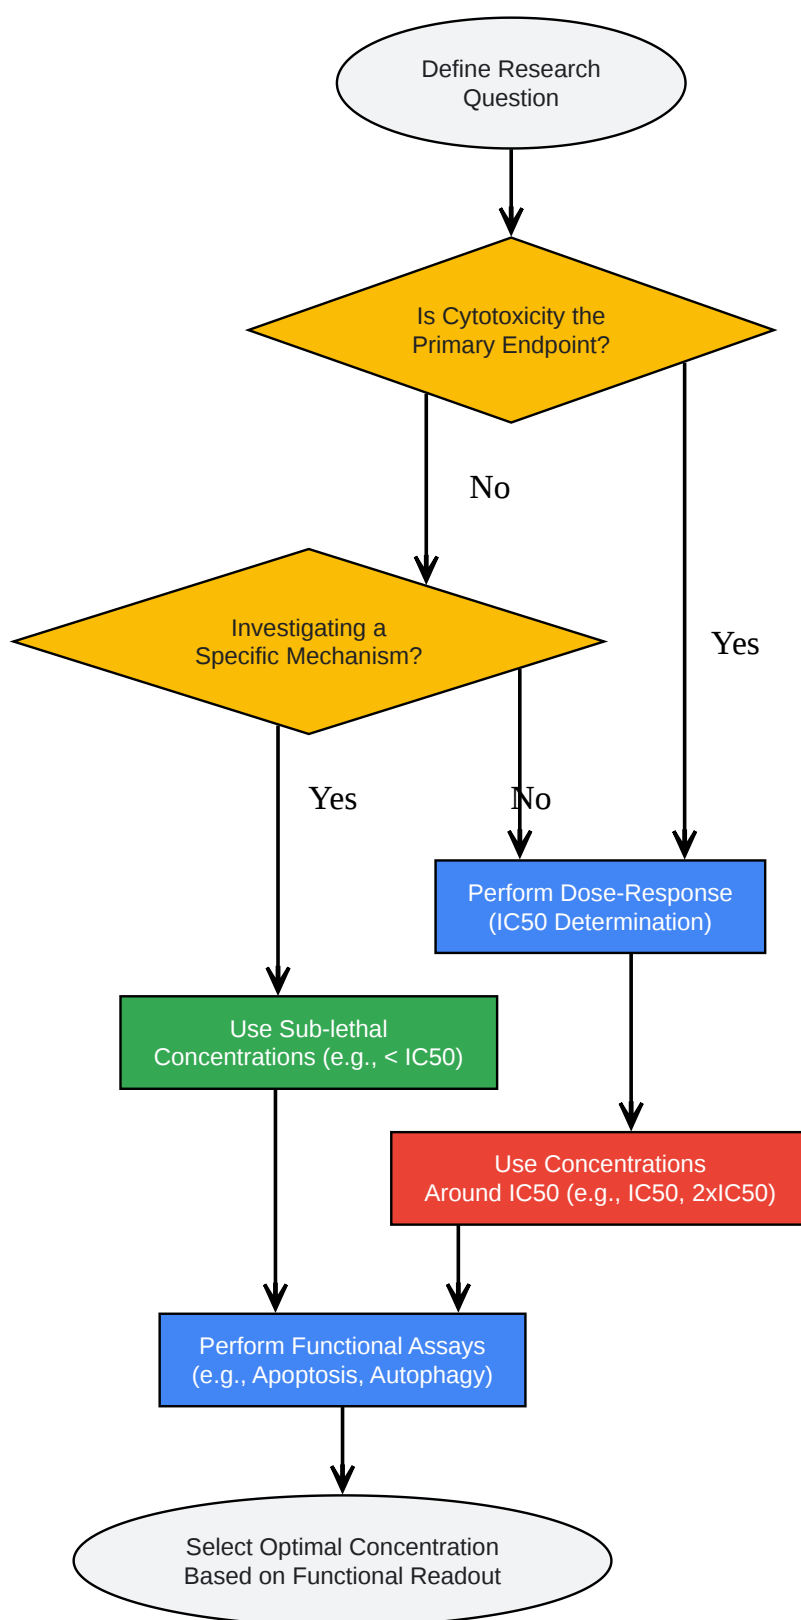 Define Research
Question
Is Cytotoxicity the
Primary Endpoint?
No
Investigating a
Specific Mechanism?
Yes
Yes
No
Perform Dose-Response
(IC50 Determination)
Use Sub-lethal
Concentrations (e.g., < IC50)
Use Concentrations
Around IC50 (e.g., IC50, 2xIC50)
Perform Functional Assays
(e.g., Apoptosis, Autophagy)
Select Optimal Concentration
Based on Functional Readout